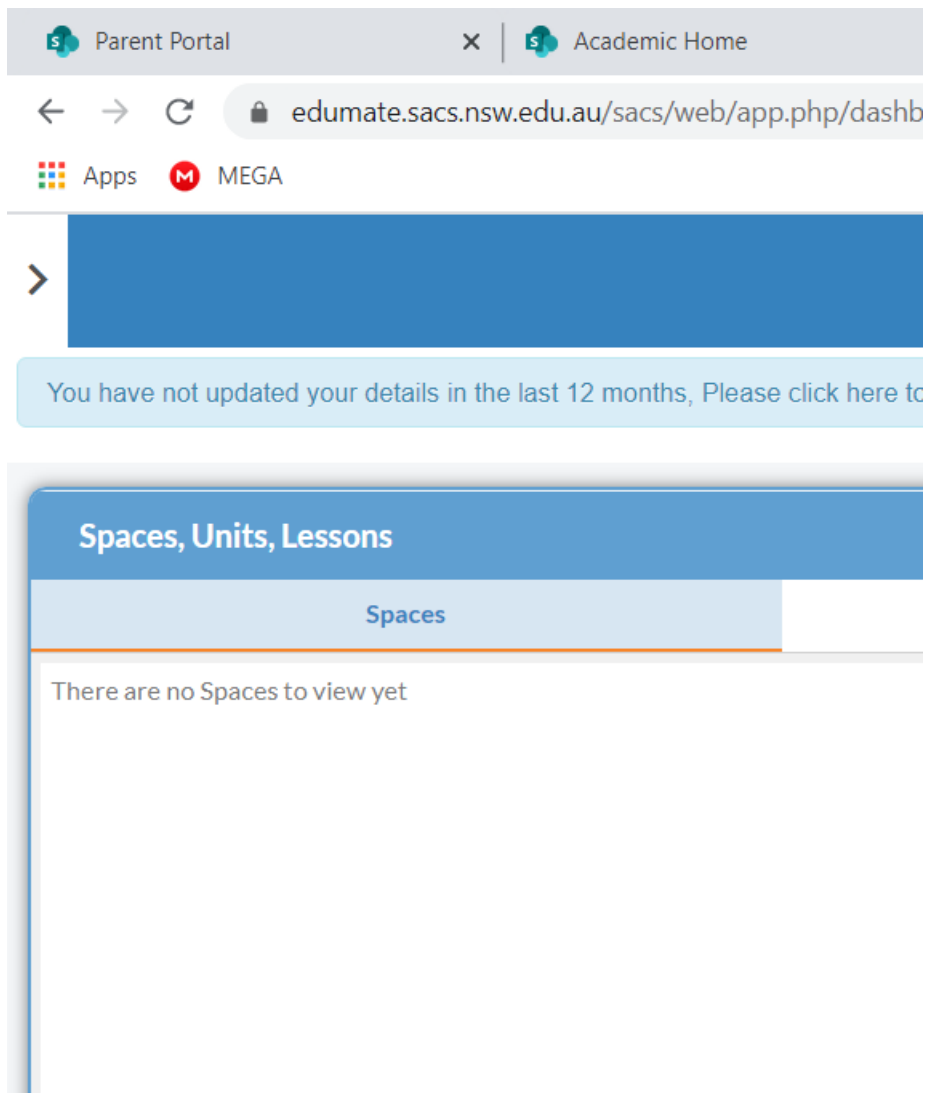 Parent Portal Academic Home
edumate.sacs.nsw.edu.au/sacs/web/app.php/dashb
Apps MEGA
You have not updated your details in the last 12 months, Please click here to
Spaces, Units, Lessons
Spaces
There are no Spaces to view yet